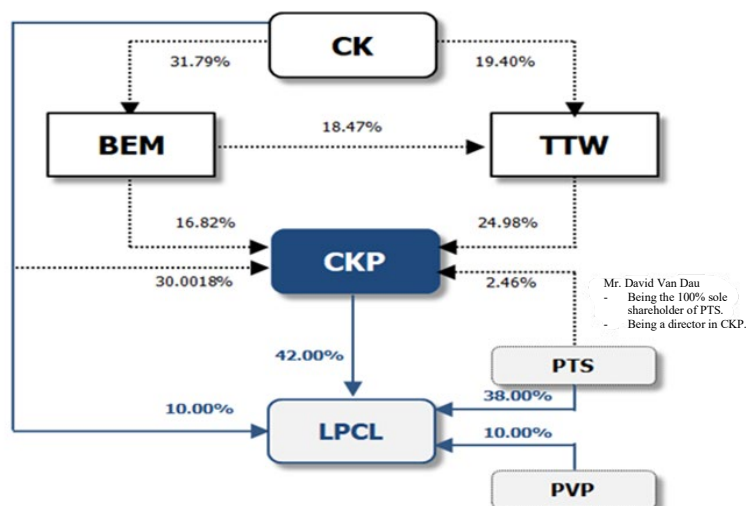 CK
31.79%
19.40%
BEM
18.47%
TTW
16.82%
24.98%
CKP
30.0018%
2.46%
Mr. David Van Dau
- Being the 100% sole
shareholder of PTS.
- Being a director in CKP.
42.00%
PTS
38.00%
10.00%
LPCL
10.00%
PVP